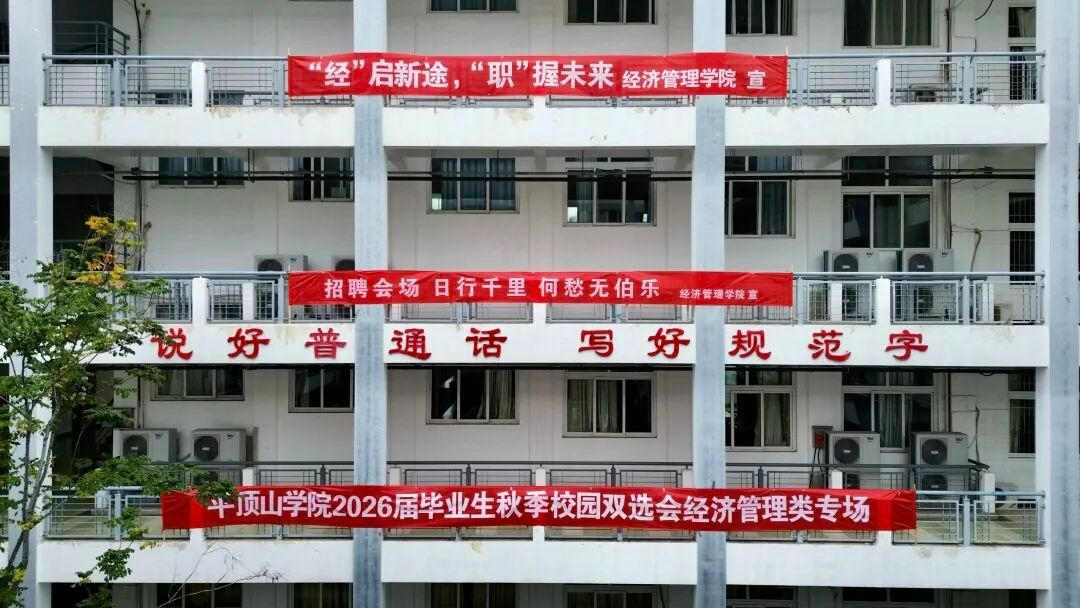 “经”启新途，“职”握未来 经济管理学院 宣
招聘会场 日行千里 何愁无伯乐 经济管理学院 宣
说好普通话 写好规范字
平顶山学院2026届毕业生秋季校园双选会经济管理类专场